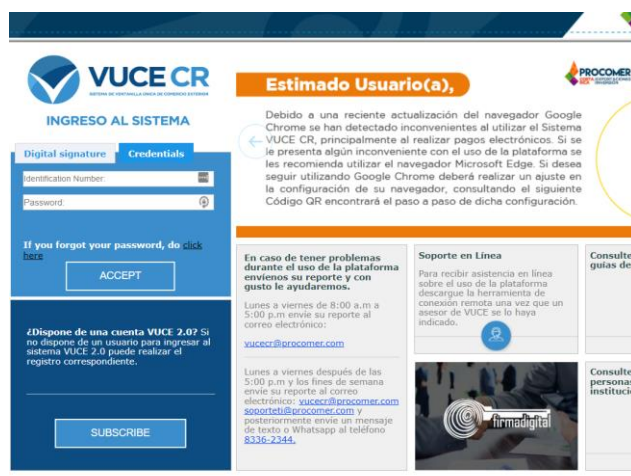 VUCE CR
SISTEMA DE VENTANILLA ÚNICA DE COMERCIO EXTERIOR
INGRESO AL SISTEMA
Digital signature
Credentials
Identification Number:
Password:
If you forgot your password, do click
here
ACCEPT
¿Dispone de una cuenta VUCE 2.0? Si
no dispone de un usuario para ingresar al
sistema VUCE 2.0 puede realizar el
registro correspondiente.
SUBSCRIBE
Estimado Usuario(a),
PROCOMER
COSTA RICA
Debido a una reciente actualización del navegador Google
Chrome se han detectado inconvenientes al utilizar el Sistema
VUCE CR, principalmente al realizar pagos electrónicos. Si se
le presenta algún inconveniente con el uso de la plataforma se
les recomienda utilizar el navegador Microsoft Edge. Si desea
seguir utilizando Google Chrome deberá realizar un ajuste en
la configuración de su navegador, consultando el siguiente
Código QR encontrará el paso a paso de dicha configuración.
En caso de tener problemas
durante el uso de la plataforma
envíenos su reporte y con
gusto le ayudaremos.
Lunes a viernes de 8:00 a.m a
5:00 p.m envíe su reporte al
correo electrónico:
vucecr@procomer.com
Lunes a viernes después de las
5:00 p.m y los fines de semana
envíe su reporte al correo
electrónico: vucecr@procomer.com
soporteti@procomer.com y
posteriormente envíe un mensaje
de texto o Whatsapp al teléfono
8336-2344.
Soporte en Línea
Para recibir asistencia en línea
sobre el uso de la plataforma
descargue la herramienta de
conexión remota una vez que un
asesor de VUCE se lo haya
indicado.
firmadigital
Consulte
guías de
Consulte
personas
instituci